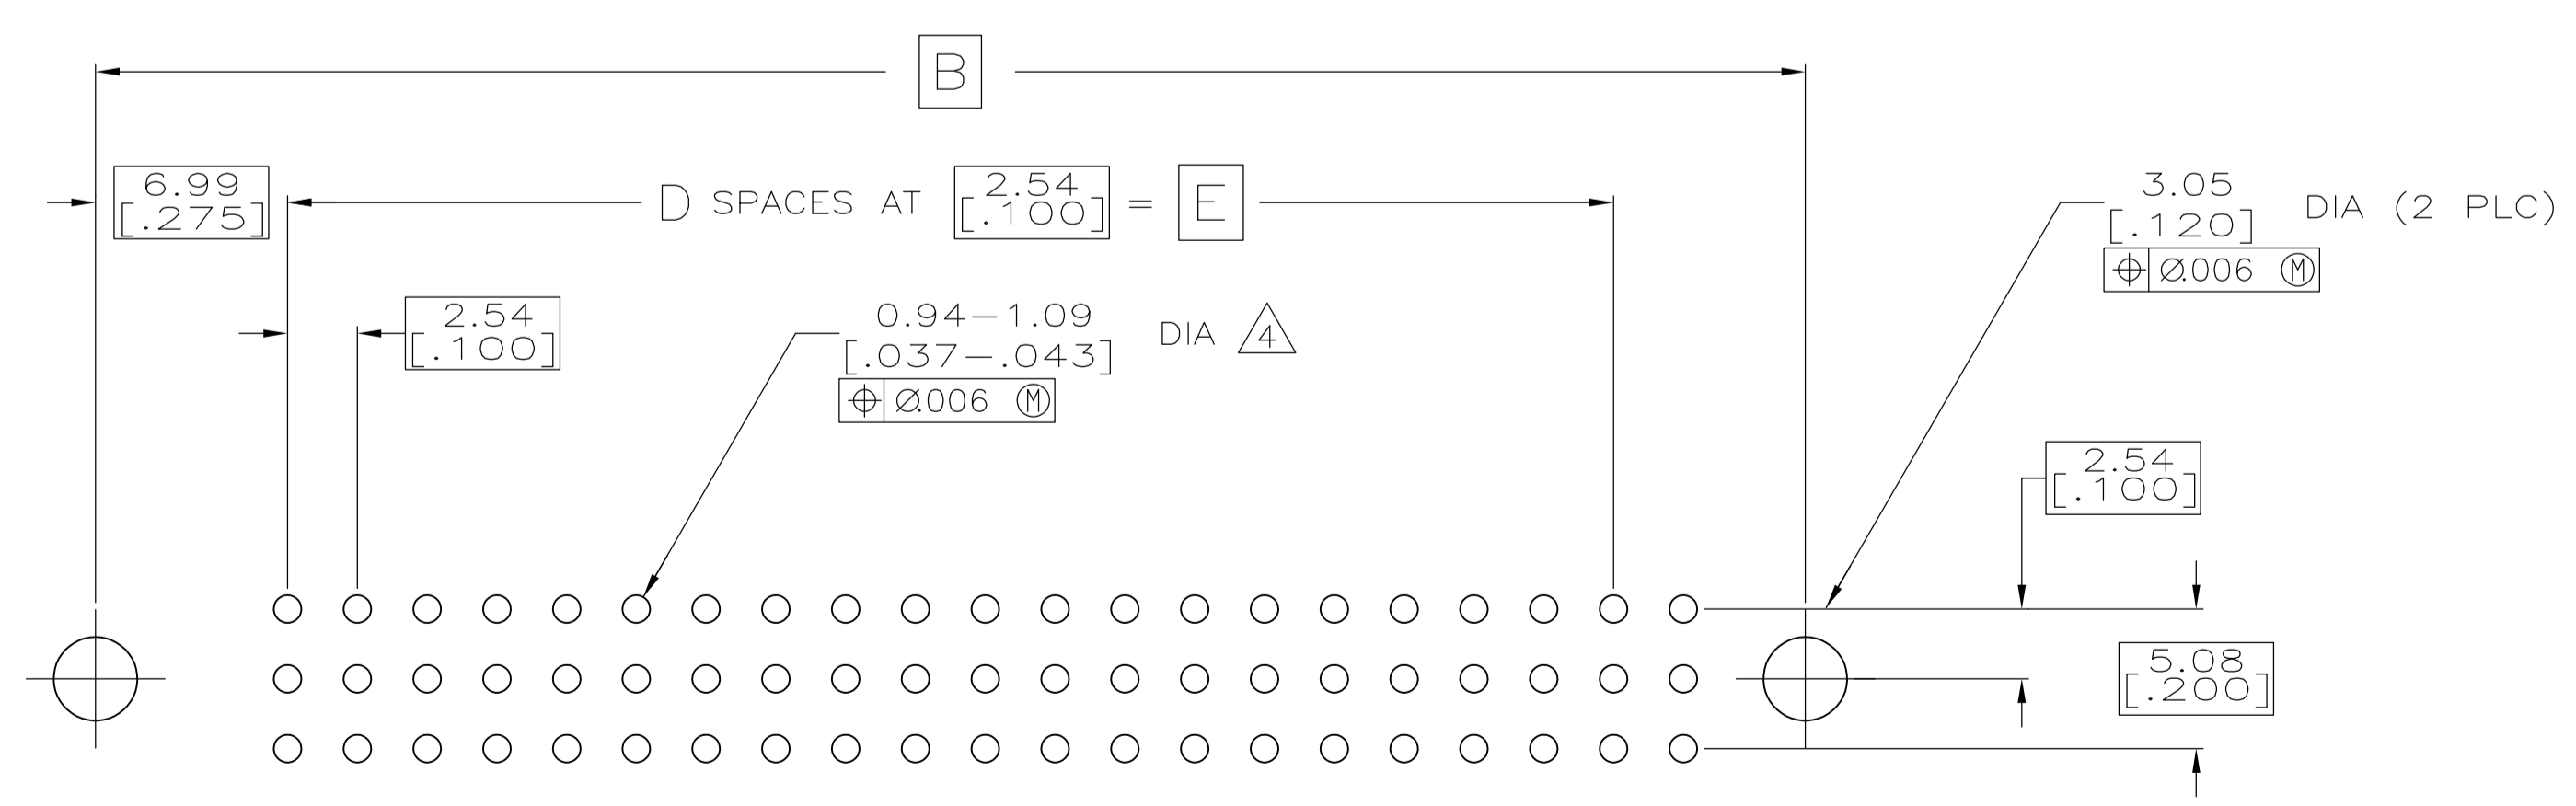 B
6.99
[.275]
D SPACES AT 2.54 [.100] = E
3.05
[.120] DIA (2 PLC)
⌖ Ø.006 Ⓜ
2.54
[.100]
0.94-1.09
[.037-.043] DIA 4
⌖ Ø.006 Ⓜ
2.54
[.100]
5.08
[.200]